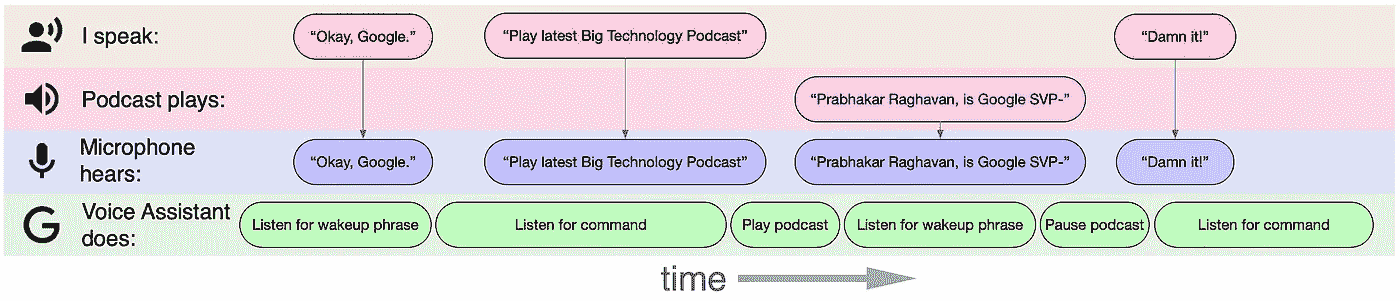 I speak:
“Okay, Google.”
“Play latest Big Technology Podcast”
“Damn it!”
Podcast plays:
“Prabhakar Raghavan, is Google SVP-”
Microphone
hears:
“Okay, Google.”
“Play latest Big Technology Podcast”
“Prabhakar Raghavan, is Google SVP-”
“Damn it!”
Voice Assistant
does:
Listen for wakeup phrase
Listen for command
Play podcast
Listen for wakeup phrase
Pause podcast
Listen for command
time